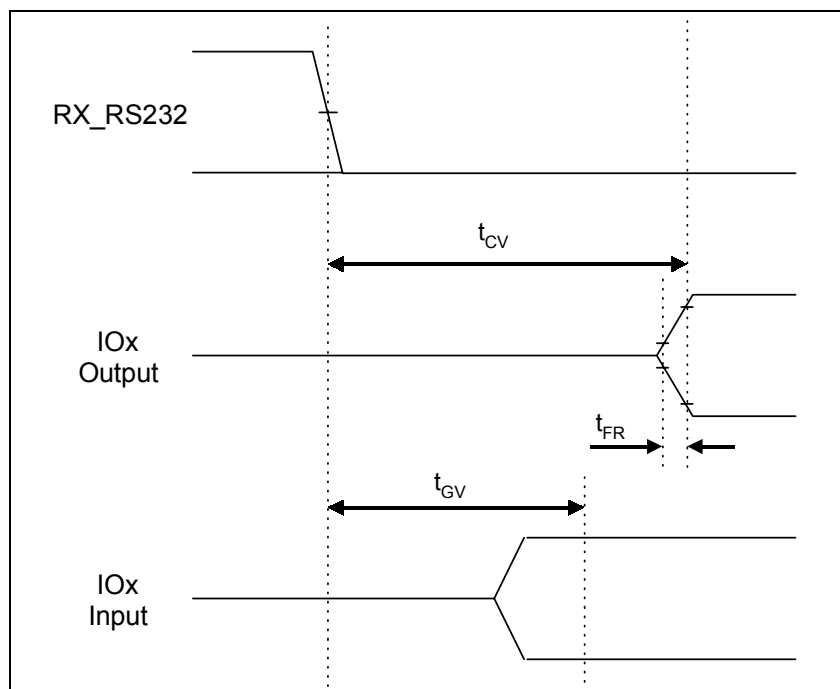 RX_RS232
tCV
IOx
Output
tFR
tGV
IOx
Input